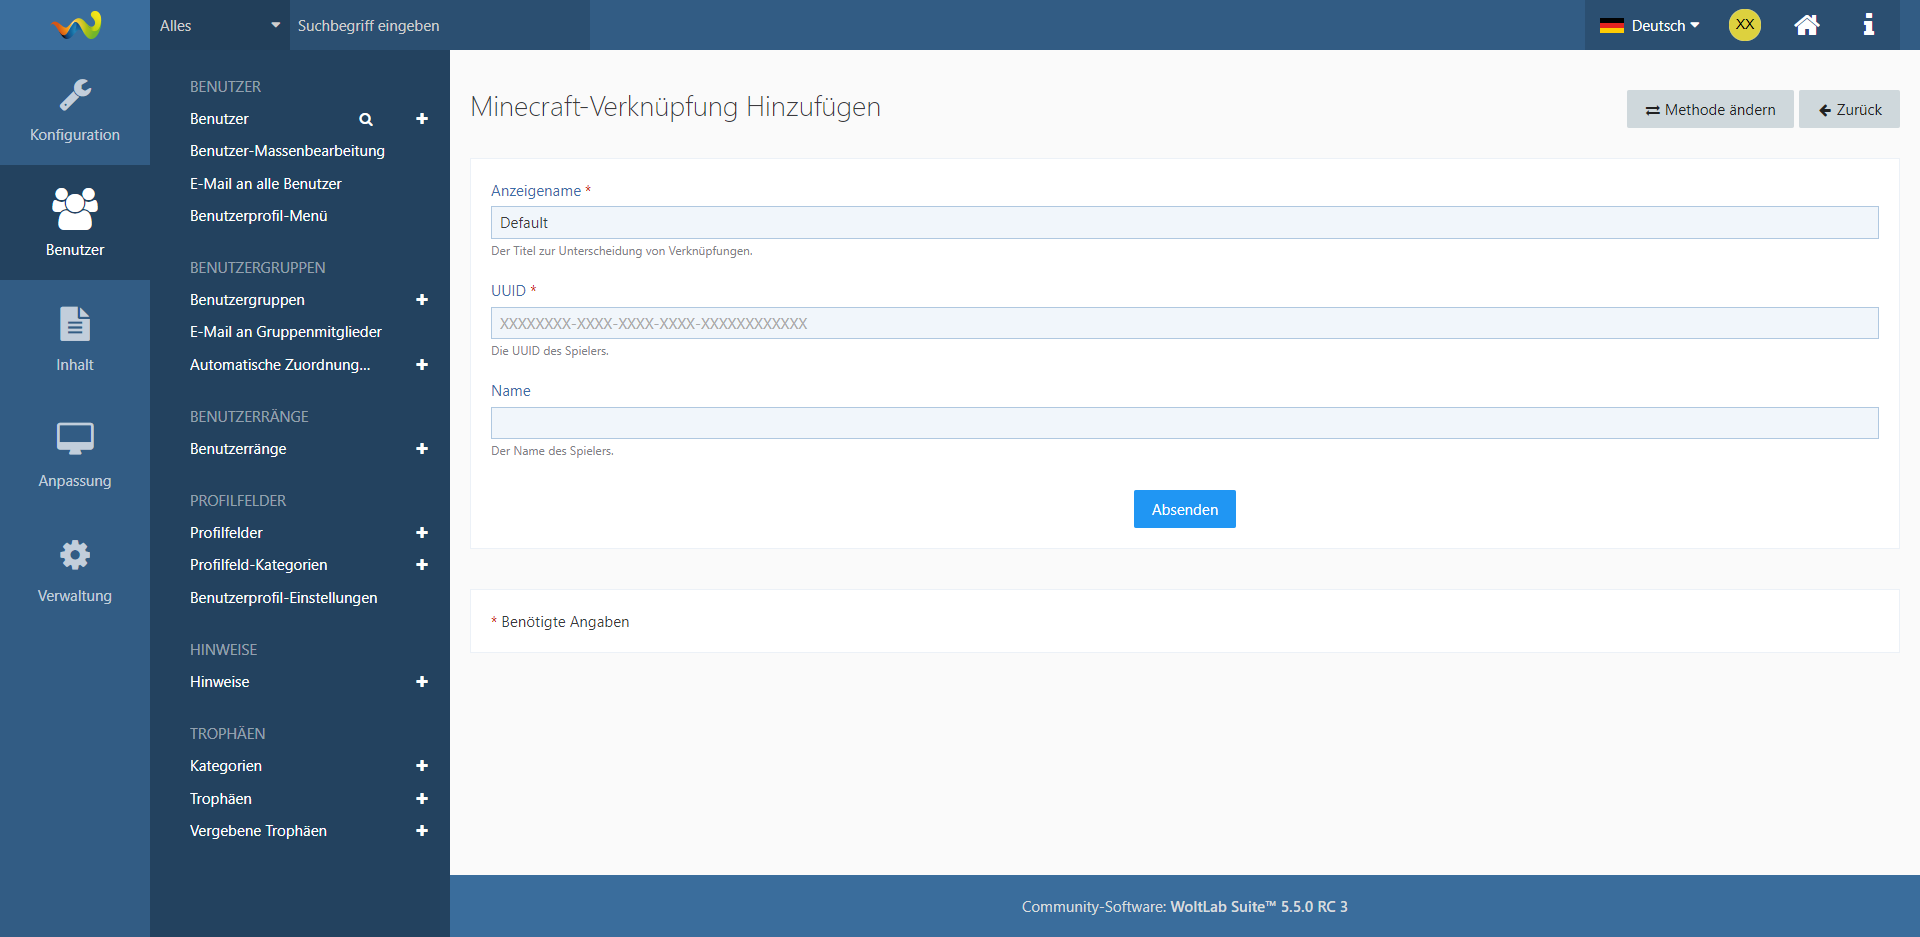 Alles
Suchbegriff eingeben
Deutsch
XX
Konfiguration
Benutzer
Inhalt
Anpassung
Verwaltung
BENUTZER
Benutzer
Benutzer-Massenbearbeitung
E-Mail an alle Benutzer
Benutzerprofil-Menü
BENUTZERGRUPPEN
Benutzergruppen
E-Mail an Gruppenmitglieder
Automatische Zuordnung...
BENUTZERRÄNGE
Benutzerränge
PROFILFELDER
Profilfelder
Profilfeld-Kategorien
Benutzerprofil-Einstellungen
HINWEISE
Hinweise
TROPHÄEN
Kategorien
Trophäen
Vergebene Trophäen
Minecraft-Verknüpfung Hinzufügen
Methode ändern
Zurück
Anzeigename *
Default
Der Titel zur Unterscheidung von Verknüpfungen.
UUID *
XXXXXXXX-XXXX-XXXX-XXXX-XXXXXXXXXXXX
Die UUID des Spielers.
Name
Der Name des Spielers.
Absenden
* Benötigte Angaben
Community-Software: WoltLab Suite™ 5.5.0 RC 3